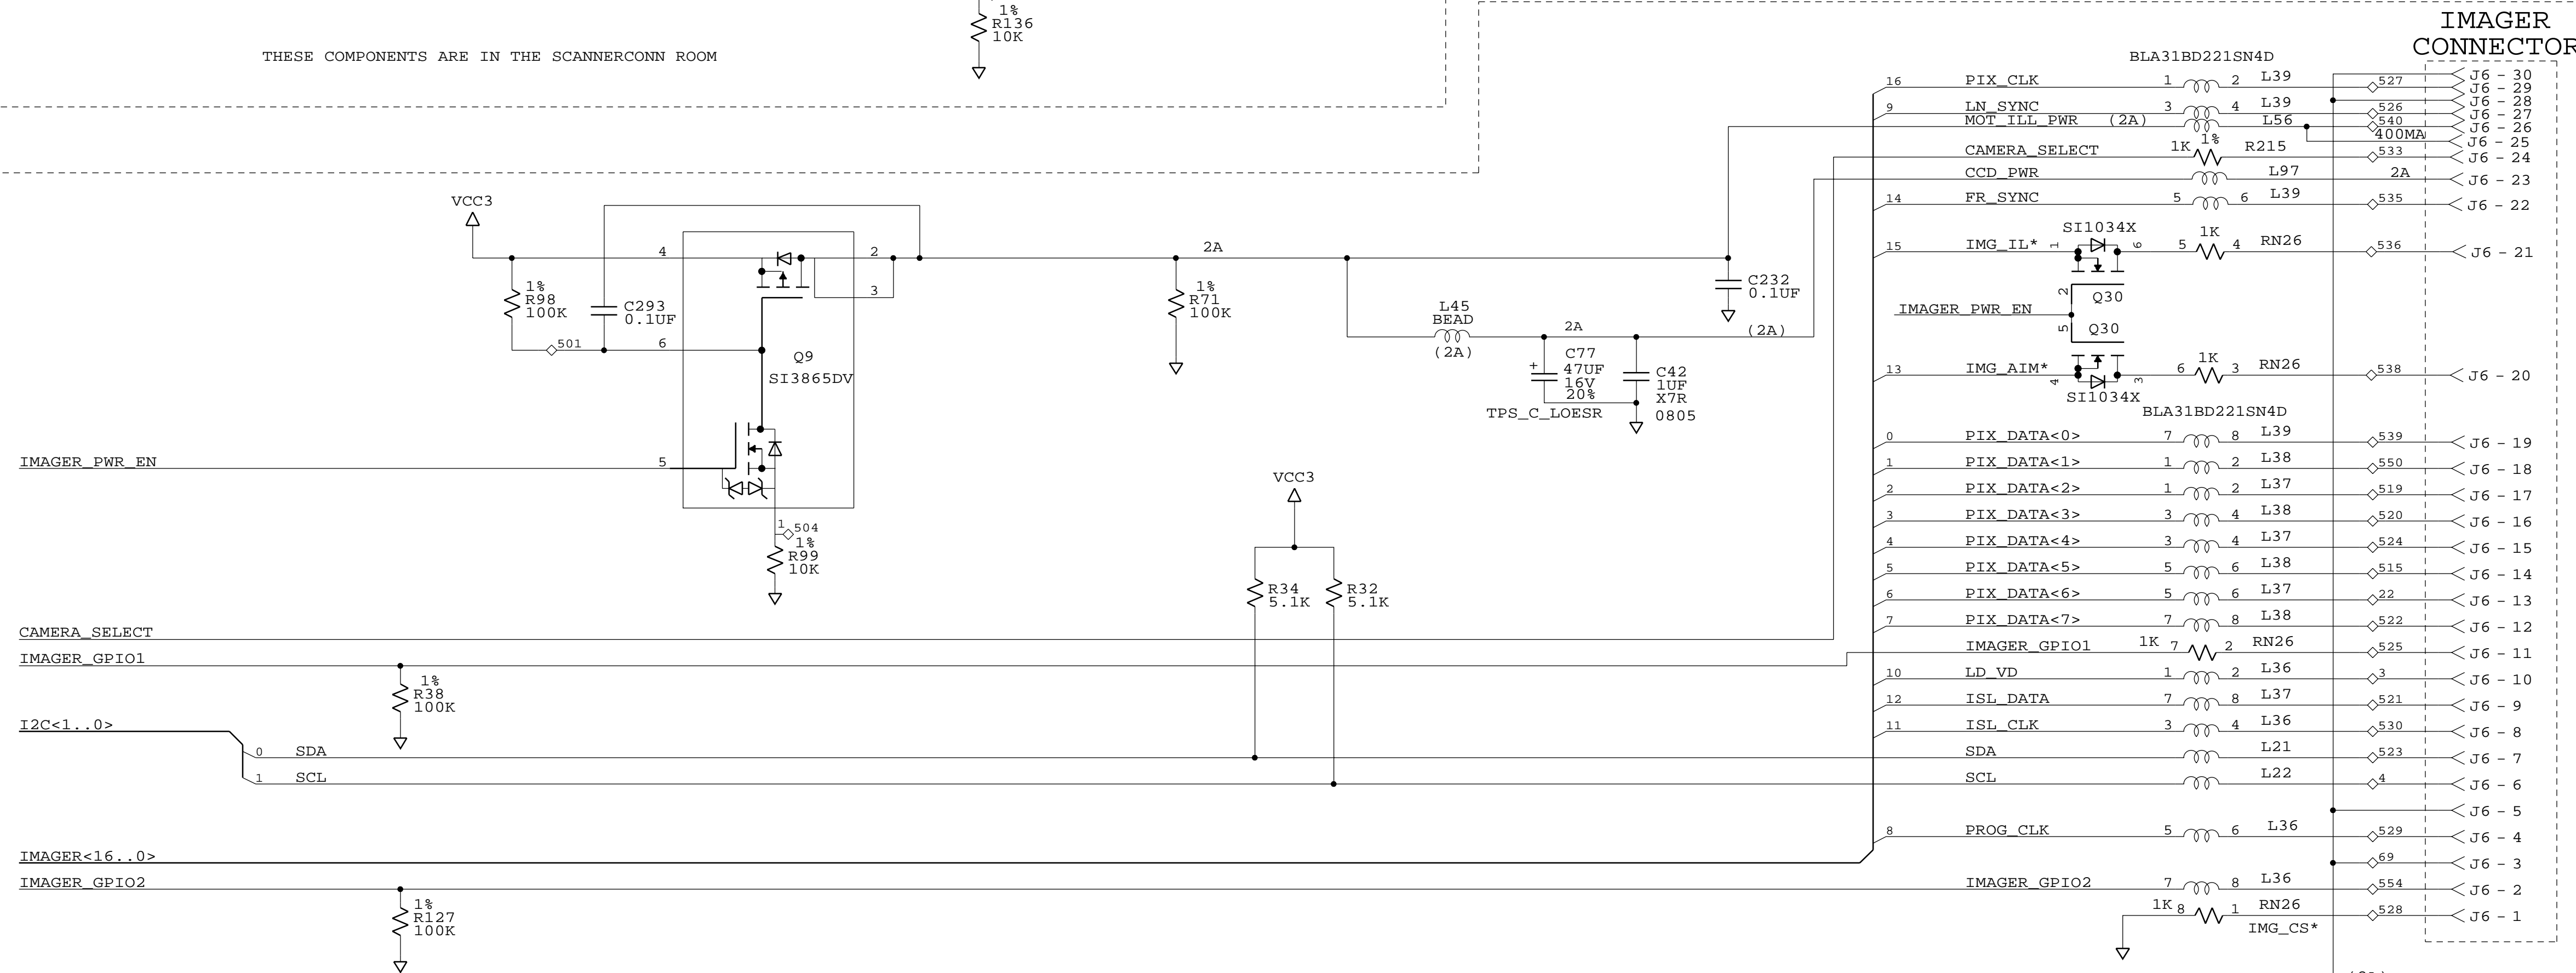 1%
R136
10K
THESE COMPONENTS ARE IN THE SCANNERCONN ROOM
IMAGER
CONNECTOR
BLA31BD221SN4D
16 PIX_CLK 1 2 L39 527 J6 - 30
J6 - 29
J6 - 28
9 LN_SYNC 3 4 L39 526 J6 - 27
MOT_ILL_PWR (2A) L56 540 J6 - 26
400MA J6 - 25
CAMERA_SELECT 1K 1% R215 533 J6 - 24
CCD_PWR L97 2A J6 - 23
14 FR_SYNC 5 6 L39 535 J6 - 22
SI1034X
15 IMG_IL* 1 6 1K 5 4 RN26 536 J6 - 21
2 Q30
IMAGER_PWR_EN
5 Q30
13 IMG_AIM* 4 3 1K 6 3 RN26 538 J6 - 20
SI1034X
BLA31BD221SN4D
0 PIX_DATA<0> 7 8 L39 539 J6 - 19
1 PIX_DATA<1> 1 2 L38 550 J6 - 18
2 PIX_DATA<2> 1 2 L37 519 J6 - 17
3 PIX_DATA<3> 3 4 L38 520 J6 - 16
4 PIX_DATA<4> 3 4 L37 524 J6 - 15
5 PIX_DATA<5> 5 6 L38 515 J6 - 14
6 PIX_DATA<6> 5 6 L37 22 J6 - 13
7 PIX_DATA<7> 7 8 L38 522 J6 - 12
IMAGER_GPIO1 1K 7 2 RN26 525 J6 - 11
10 LD_VD 1 2 L36 3 J6 - 10
12 ISL_DATA 7 8 L37 521 J6 - 9
11 ISL_CLK 3 4 L36 530 J6 - 8
SDA L21 523 J6 - 7
SCL L22 4 J6 - 6
J6 - 5
8 PROG_CLK 5 6 L36 529 J6 - 4
69 J6 - 3
IMAGER_GPIO2 7 8 L36 554 J6 - 2
1K 8 1 RN26 528 J6 - 1
IMG_CS*
VCC3
4 2 2A
3
1%
R98
100K
C293
0.1UF
501 6
Q9
SI3865DV
1%
R71
100K
C232
0.1UF
L45
BEAD
(2A)
2A (2A)
+ C77
47UF
16V
20%
TPS_C_LOESR
C42
1UF
X7R
0805
IMAGER_PWR_EN 5
1 504
1%
R99
10K
VCC3
R34
5.1K
R32
5.1K
CAMERA_SELECT
IMAGER_GPIO1
1%
R38
100K
I2C<1..0>
0 SDA
1 SCL
IMAGER<16..0>
IMAGER_GPIO2
1%
R127
100K